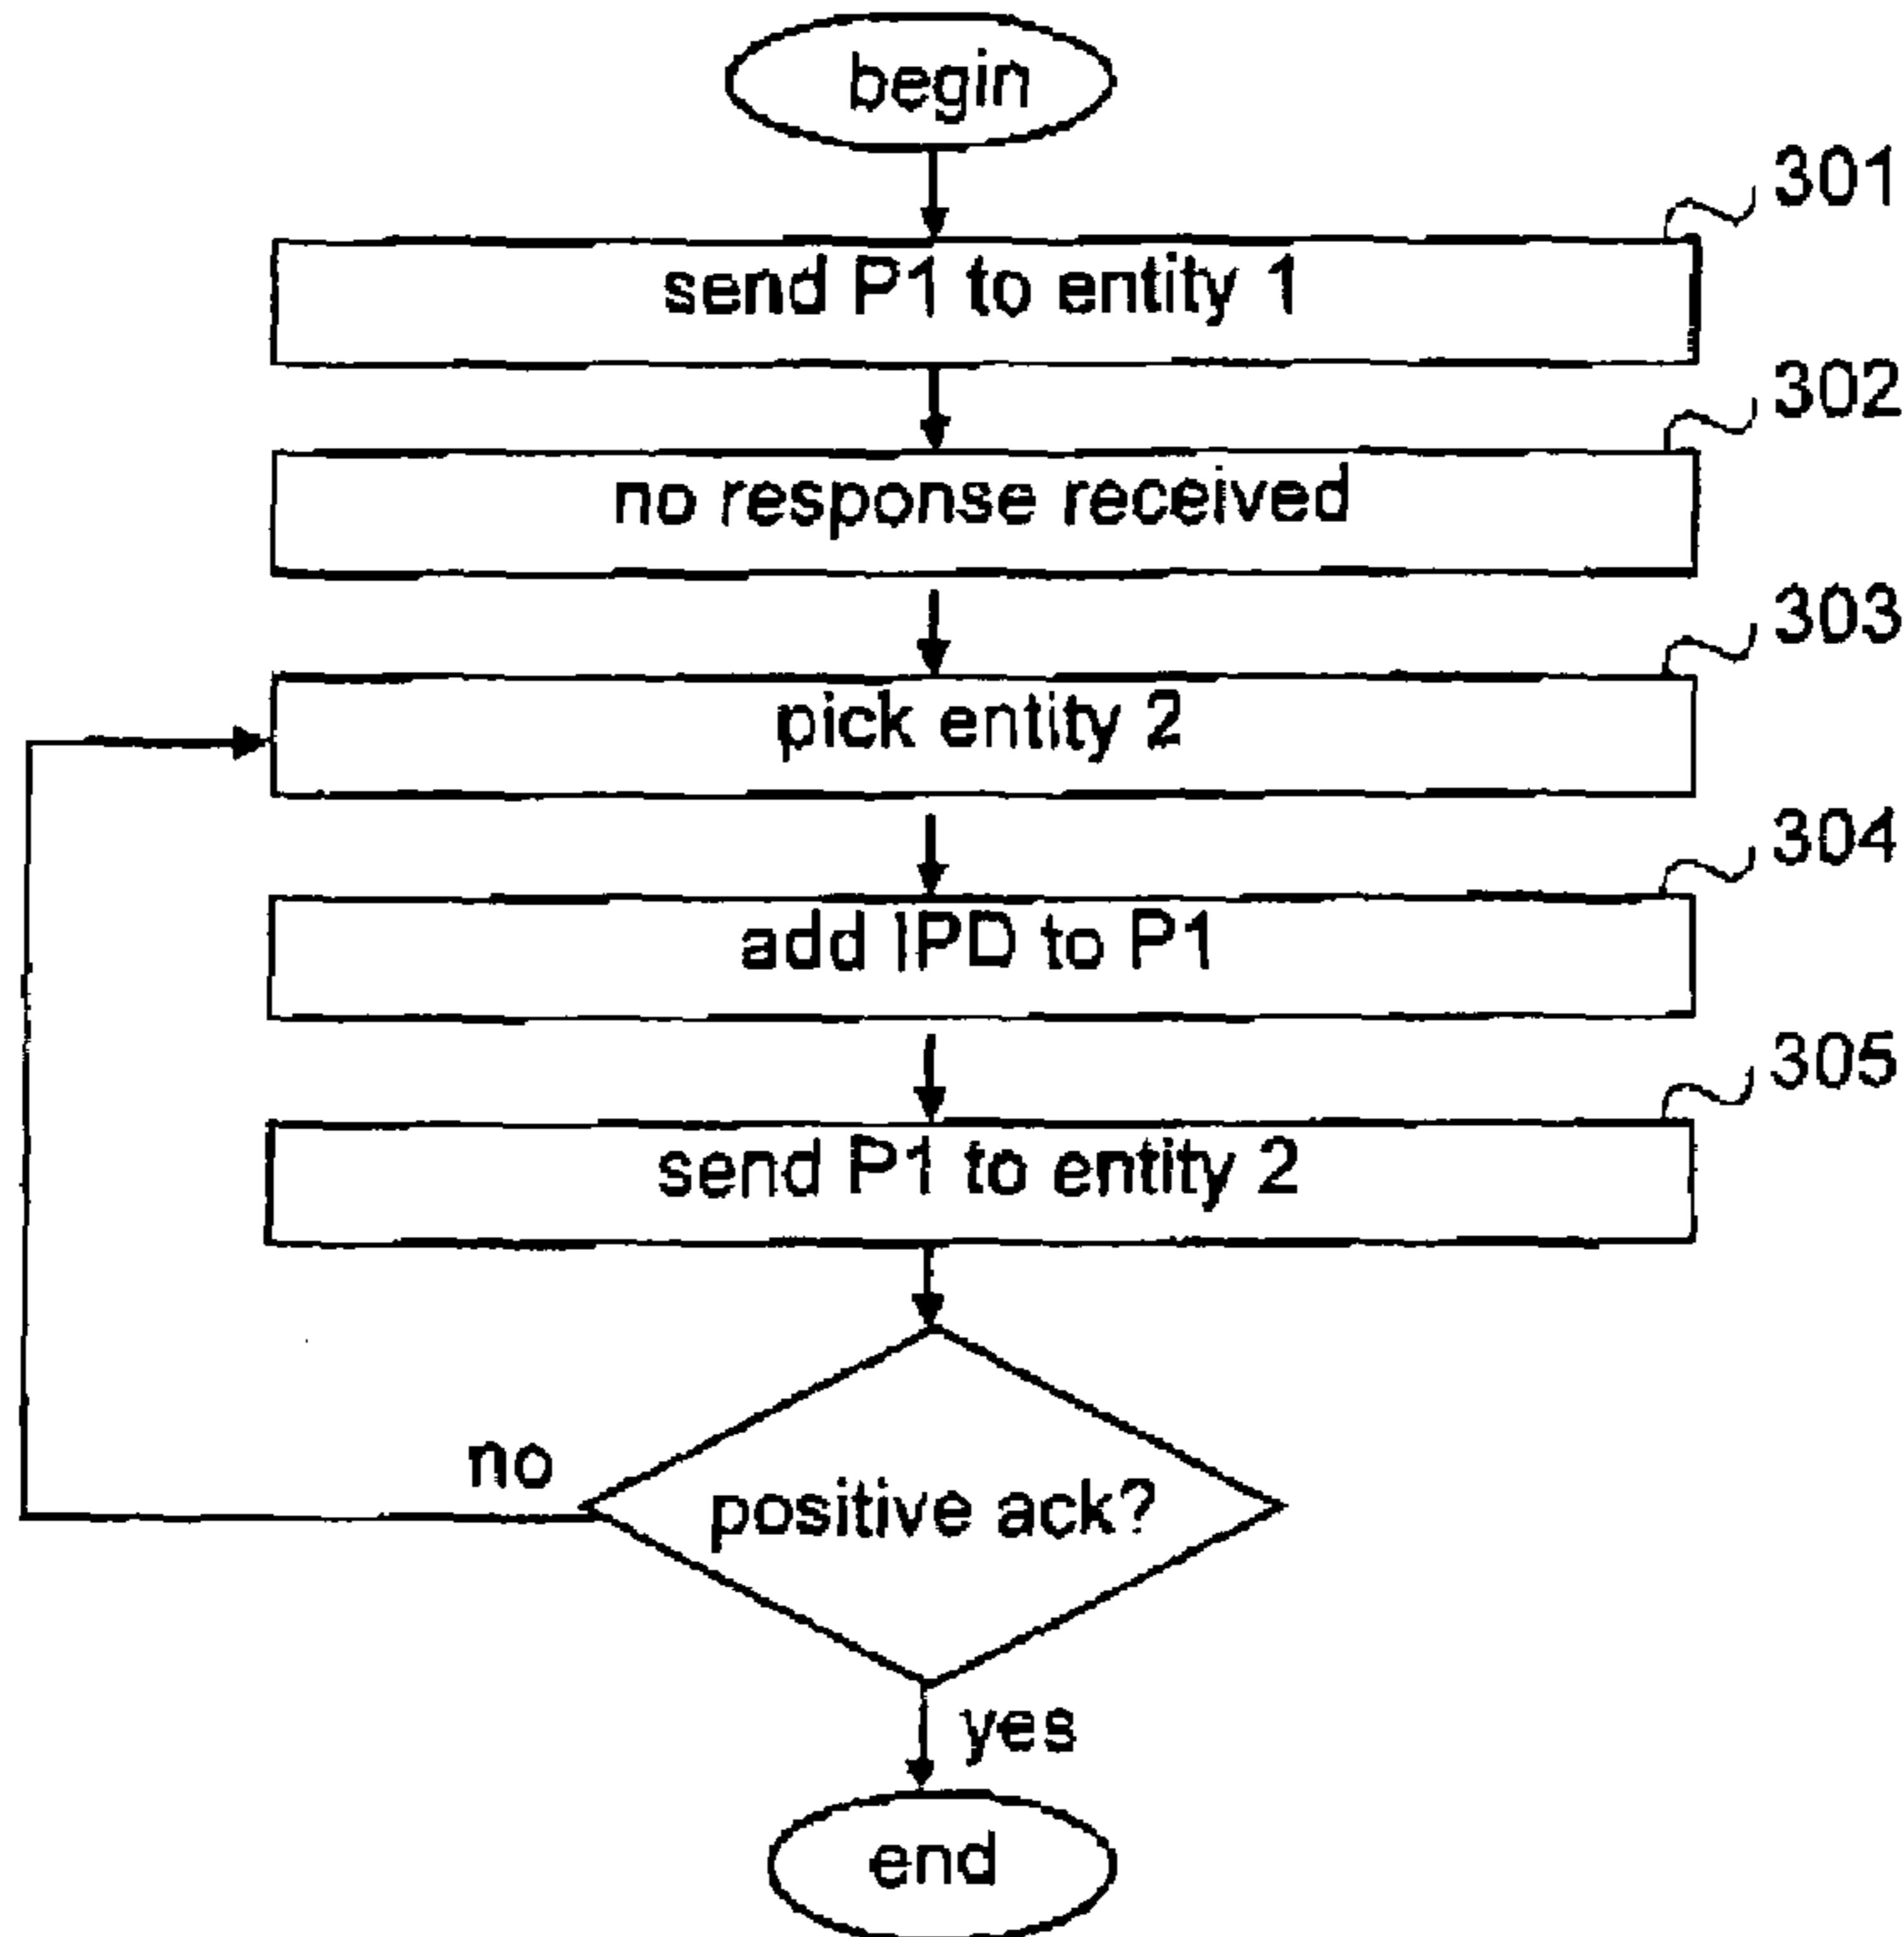 begin
301
send P1 to entity 1
302
no response received
303
pick entity 2
304
add IPD to P1
305
send P1 to entity 2
no
positive ack?
yes
end